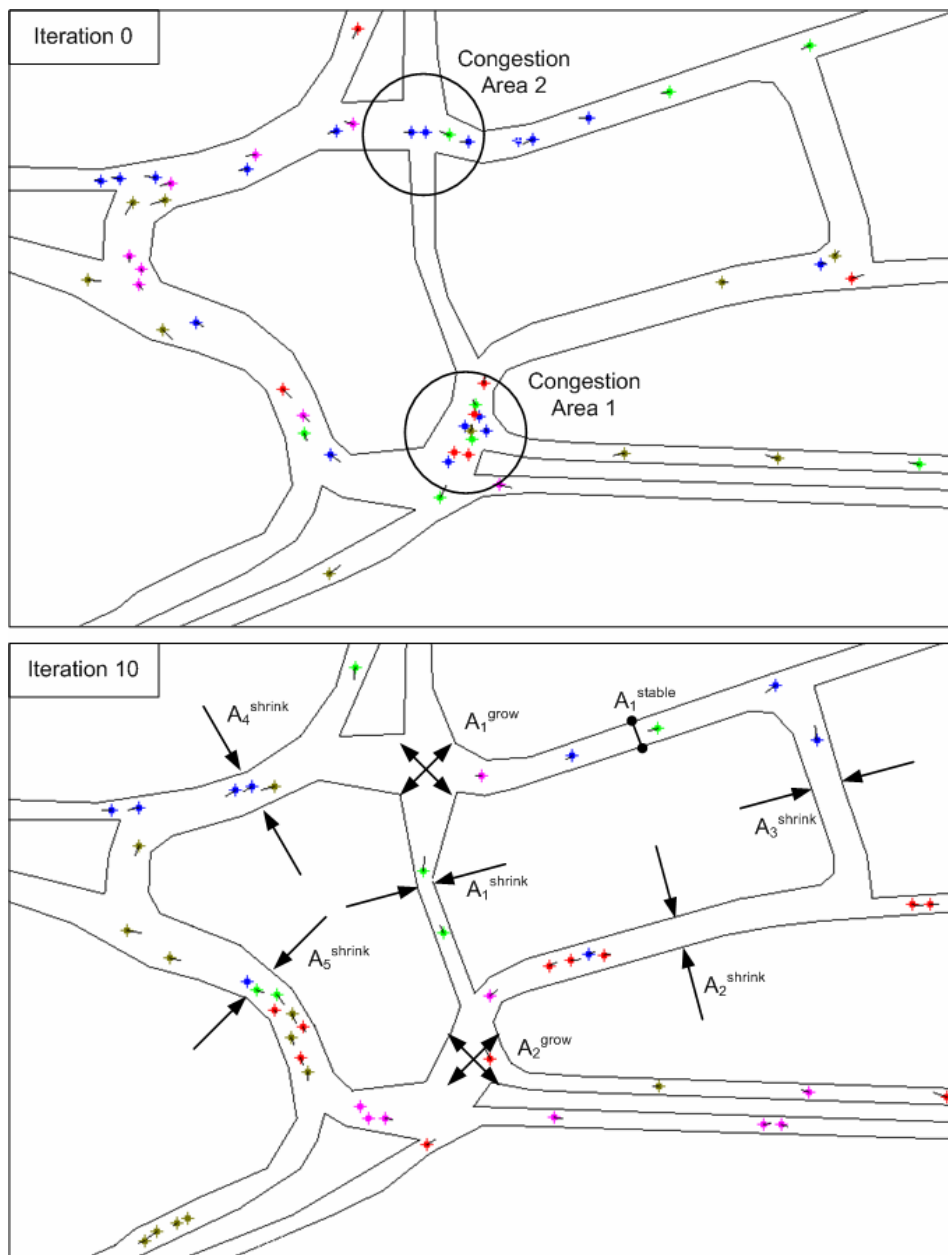 Iteration 0
Congestion
Area 2
Congestion
Area 1
Iteration 10
A₄shrink
A₁grow
A₁stable
A₃shrink
A₁shrink
A₅shrink
A₂shrink
A₂grow